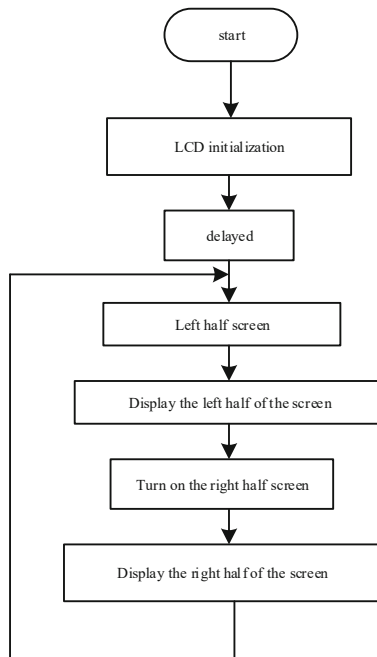 start
LCD initialization
delayed
Left half screen
Display the left half of the screen
Turn on the right half screen
Display the right half of the screen